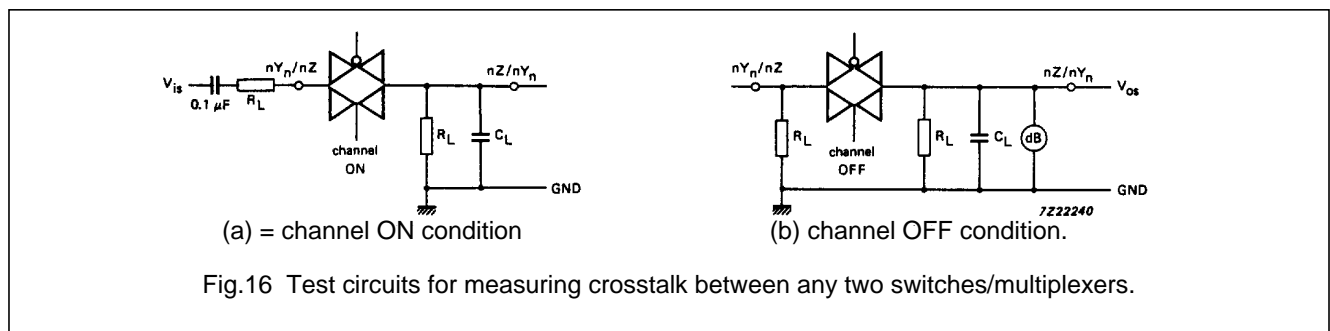 V_is
0.1 μF
R_L
nY_n/nZ
channel
ON
R_L
C_L
nZ/nY_n
GND
(a) = channel ON condition
nY_n/nZ
R_L
channel
OFF
R_L
C_L
dB
nZ/nY_n
V_os
GND
7Z22240
(b) channel OFF condition.
Fig.16 Test circuits for measuring crosstalk between any two switches/multiplexers.